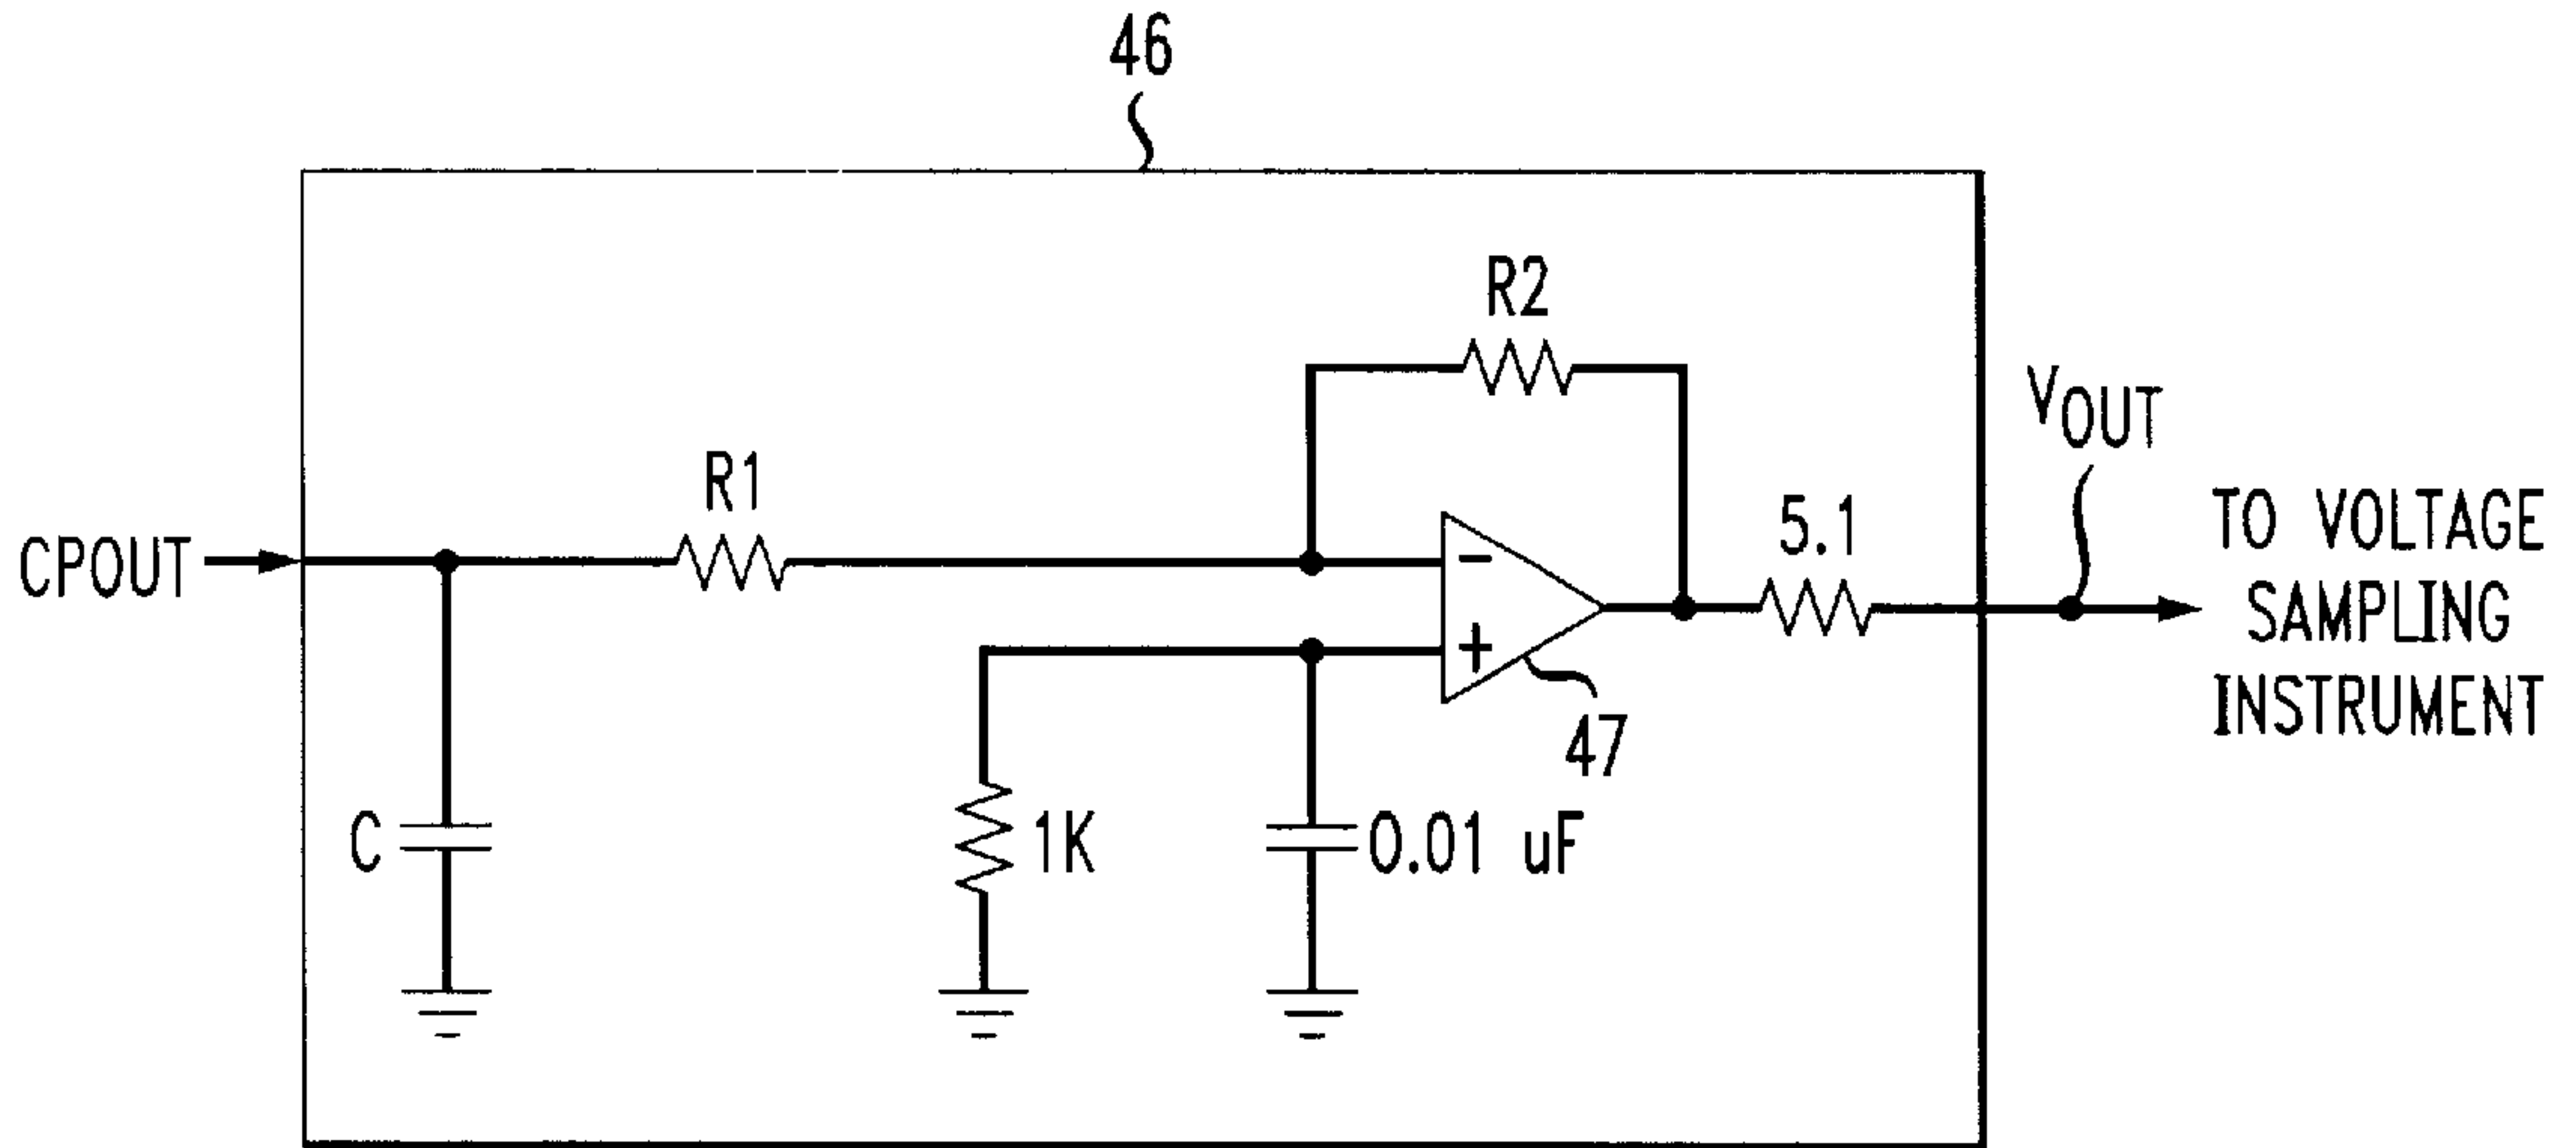 46
R2
VOUT
R1
5.1
CPOUT
TO VOLTAGE
SAMPLING
INSTRUMENT
-
+
47
C
1K
0.01 uF